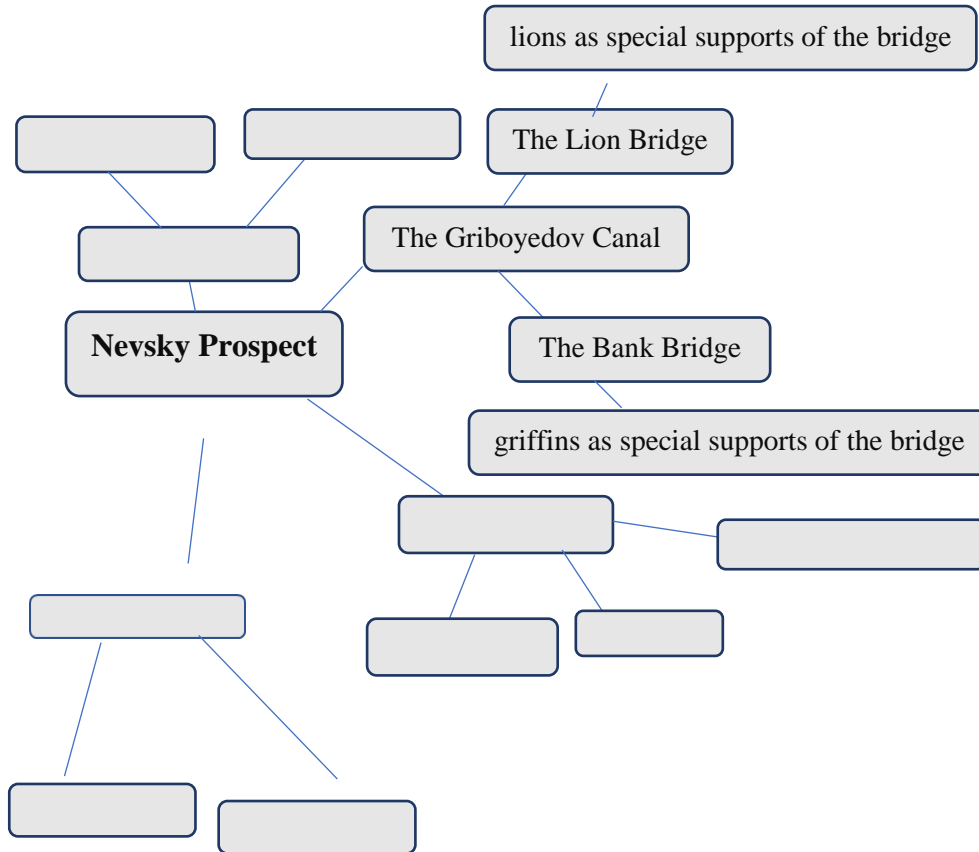 lions as special supports of the bridge
The Lion Bridge
The Griboyedov Canal
Nevsky Prospect
The Bank Bridge
griffins as special supports of the bridge